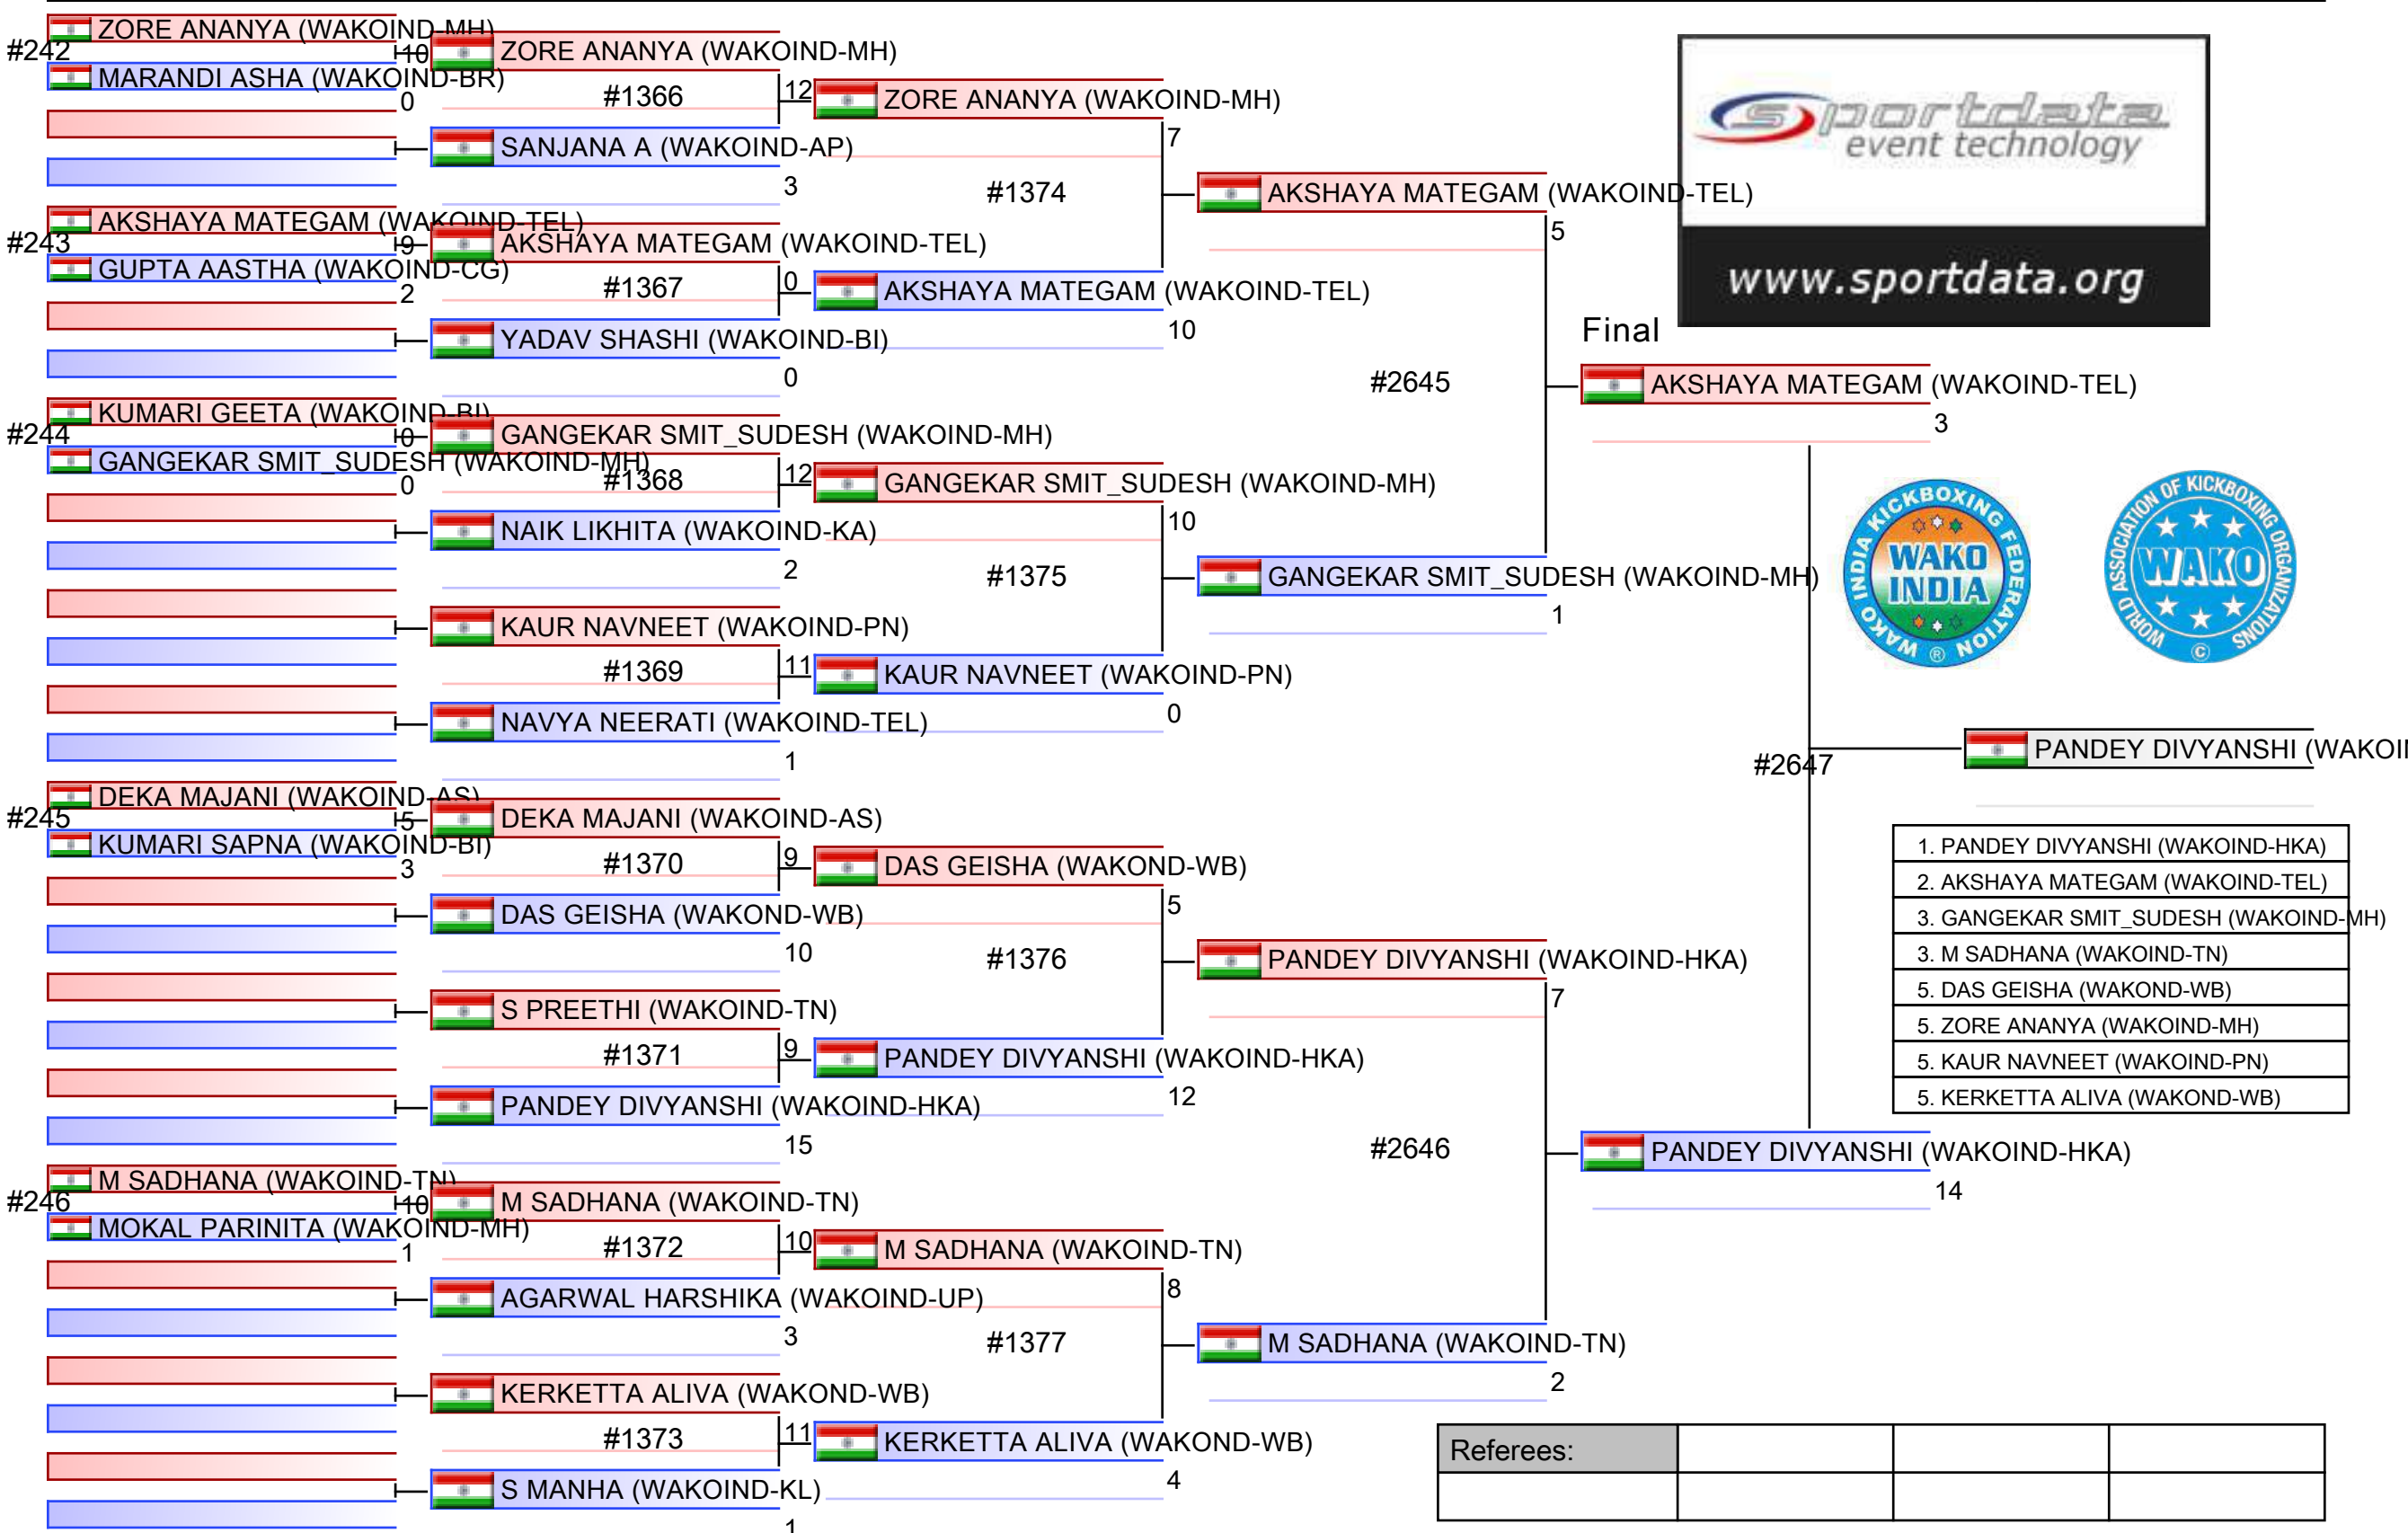 ZORE ANANYA (WAKOIND-MH)
#242
10
MARANDI ASHA (WAKOIND-BR)
0
AKSHAYA MATEGAM (WAKOIND-TEL)
#243
9
GUPTA AASTHA (WAKOIND-CG)
2
KUMARI GEETA (WAKOIND-BI)
#244
0
GANGEKAR SMIT_SUDESH (WAKOIND-MH)
0
DEKA MAJANI (WAKOIND-AS)
#245
5
KUMARI SAPNA (WAKOIND-BI)
3
M SADHANA (WAKOIND-TN)
#246
10
MOKAL PARINITA (WAKOIND-MH)
1
ZORE ANANYA (WAKOIND-MH)
#1366
12
SANJANA A (WAKOIND-AP)
3
AKSHAYA MATEGAM (WAKOIND-TEL)
#1367
0
YADAV SHASHI (WAKOIND-BI)
0
GANGEKAR SMIT_SUDESH (WAKOIND-MH)
#1368
12
NAIK LIKHITA (WAKOIND-KA)
2
KAUR NAVNEET (WAKOIND-PN)
#1369
11
NAVYA NEERATI (WAKOIND-TEL)
1
DEKA MAJANI (WAKOIND-AS)
#1370
9
DAS GEISHA (WAKOND-WB)
10
S PREETHI (WAKOIND-TN)
#1371
9
PANDEY DIVYANSHI (WAKOIND-HKA)
15
M SADHANA (WAKOIND-TN)
#1372
10
AGARWAL HARSHIKA (WAKOIND-UP)
3
KERKETTA ALIVA (WAKOND-WB)
#1373
11
S MANHA (WAKOIND-KL)
1
ZORE ANANYA (WAKOIND-MH)
7
#1374
AKSHAYA MATEGAM (WAKOIND-TEL)
10
GANGEKAR SMIT_SUDESH (WAKOIND-MH)
10
#1375
KAUR NAVNEET (WAKOIND-PN)
0
DAS GEISHA (WAKOND-WB)
5
#1376
PANDEY DIVYANSHI (WAKOIND-HKA)
12
M SADHANA (WAKOIND-TN)
8
#1377
KERKETTA ALIVA (WAKOND-WB)
4
AKSHAYA MATEGAM (WAKOIND-TEL)
5
#2645
GANGEKAR SMIT_SUDESH (WAKOIND-MH)
1
PANDEY DIVYANSHI (WAKOIND-HKA)
7
#2646
M SADHANA (WAKOIND-TN)
2
Final
AKSHAYA MATEGAM (WAKOIND-TEL)
3
#2647
PANDEY DIVYANSHI (WAKOIND-HKA)
14
PANDEY DIVYANSHI (WAKOI
sportdata
event technology
www.sportdata.org
WAKO INDIA KICKBOXING FEDERATION ®
WAKO
INDIA
WORLD ASSOCIATION OF KICKBOXING ORGANIZATIONS ©
WAKO
1. PANDEY DIVYANSHI (WAKOIND-HKA)
2. AKSHAYA MATEGAM (WAKOIND-TEL)
3. GANGEKAR SMIT_SUDESH (WAKOIND-MH)
3. M SADHANA (WAKOIND-TN)
5. DAS GEISHA (WAKOND-WB)
5. ZORE ANANYA (WAKOIND-MH)
5. KAUR NAVNEET (WAKOIND-PN)
5. KERKETTA ALIVA (WAKOND-WB)
Referees: